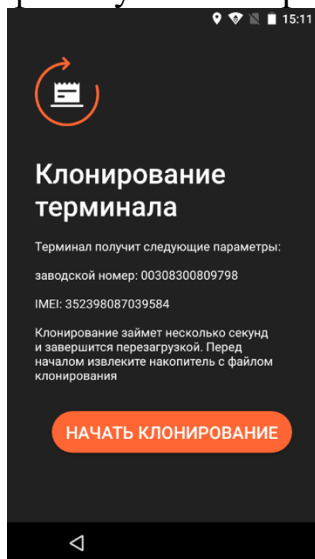 15:11
Клонирование
терминала
Терминал получит следующие параметры:
заводской номер: 00308300809798
IMEI: 352398087039584
Клонирование займет несколько секунд
и завершится перезагрузкой. Перед
началом извлеките накопитель с файлом
клонирования
НАЧАТЬ КЛОНИРОВАНИЕ